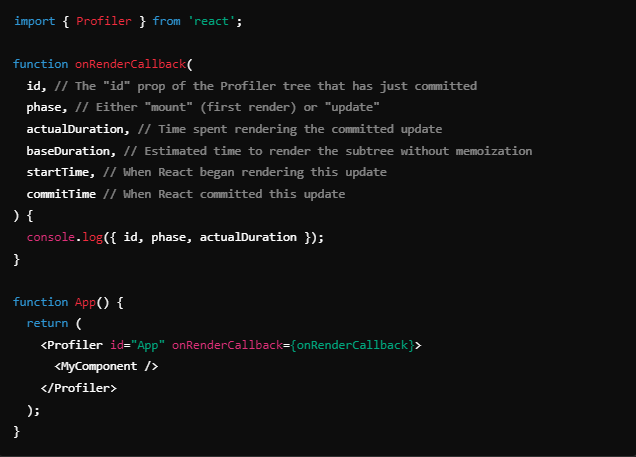 import { Profiler } from 'react';
function onRenderCallback(
id, // The "id" prop of the Profiler tree that has just committed
phase, // Either "mount" (first render) or "update"
actualDuration, // Time spent rendering the committed update
baseDuration, // Estimated time to render the subtree without memoization
startTime, // When React began rendering this update
commitTime // When React committed this update
) {
console.log({ id, phase, actualDuration });
}
function App() {
return (
<Profiler id="App" onRenderCallback={onRenderCallback}>
<MyComponent />
</Profiler>
);
}